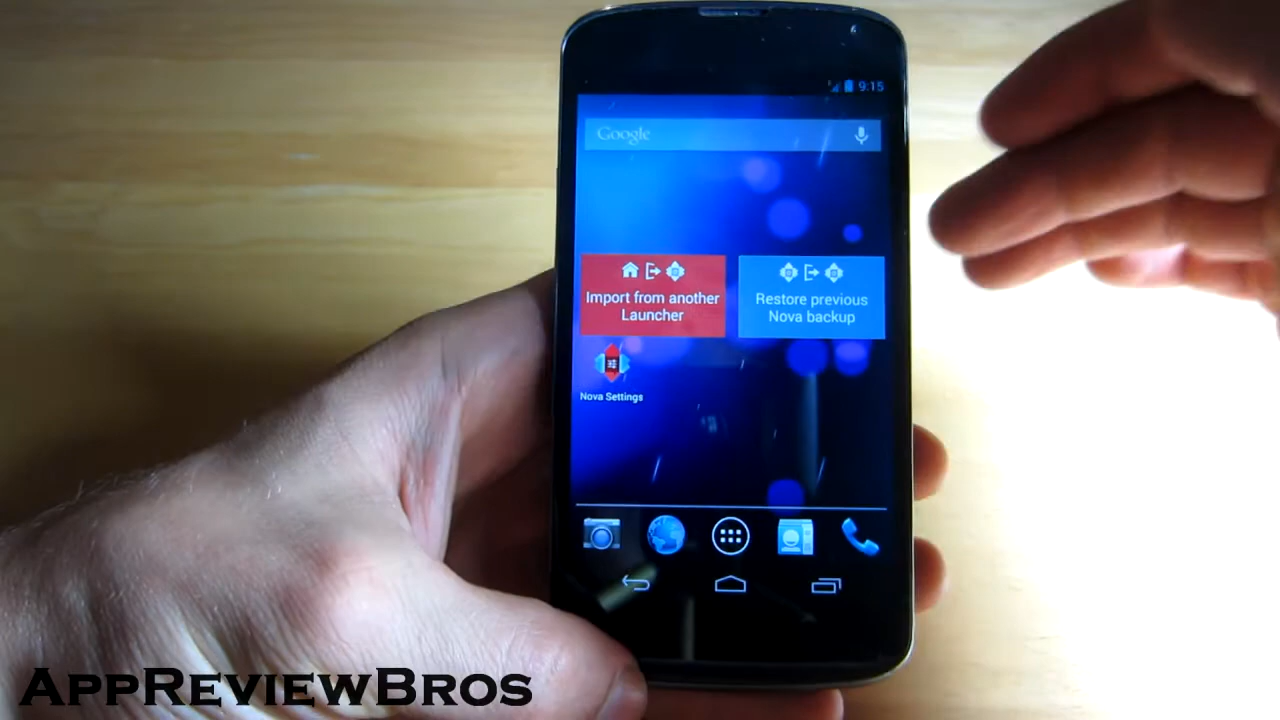 9:15
Google
Import from another
Launcher
Restore previous
Nova backup
Nova Settings
AppReviewBros